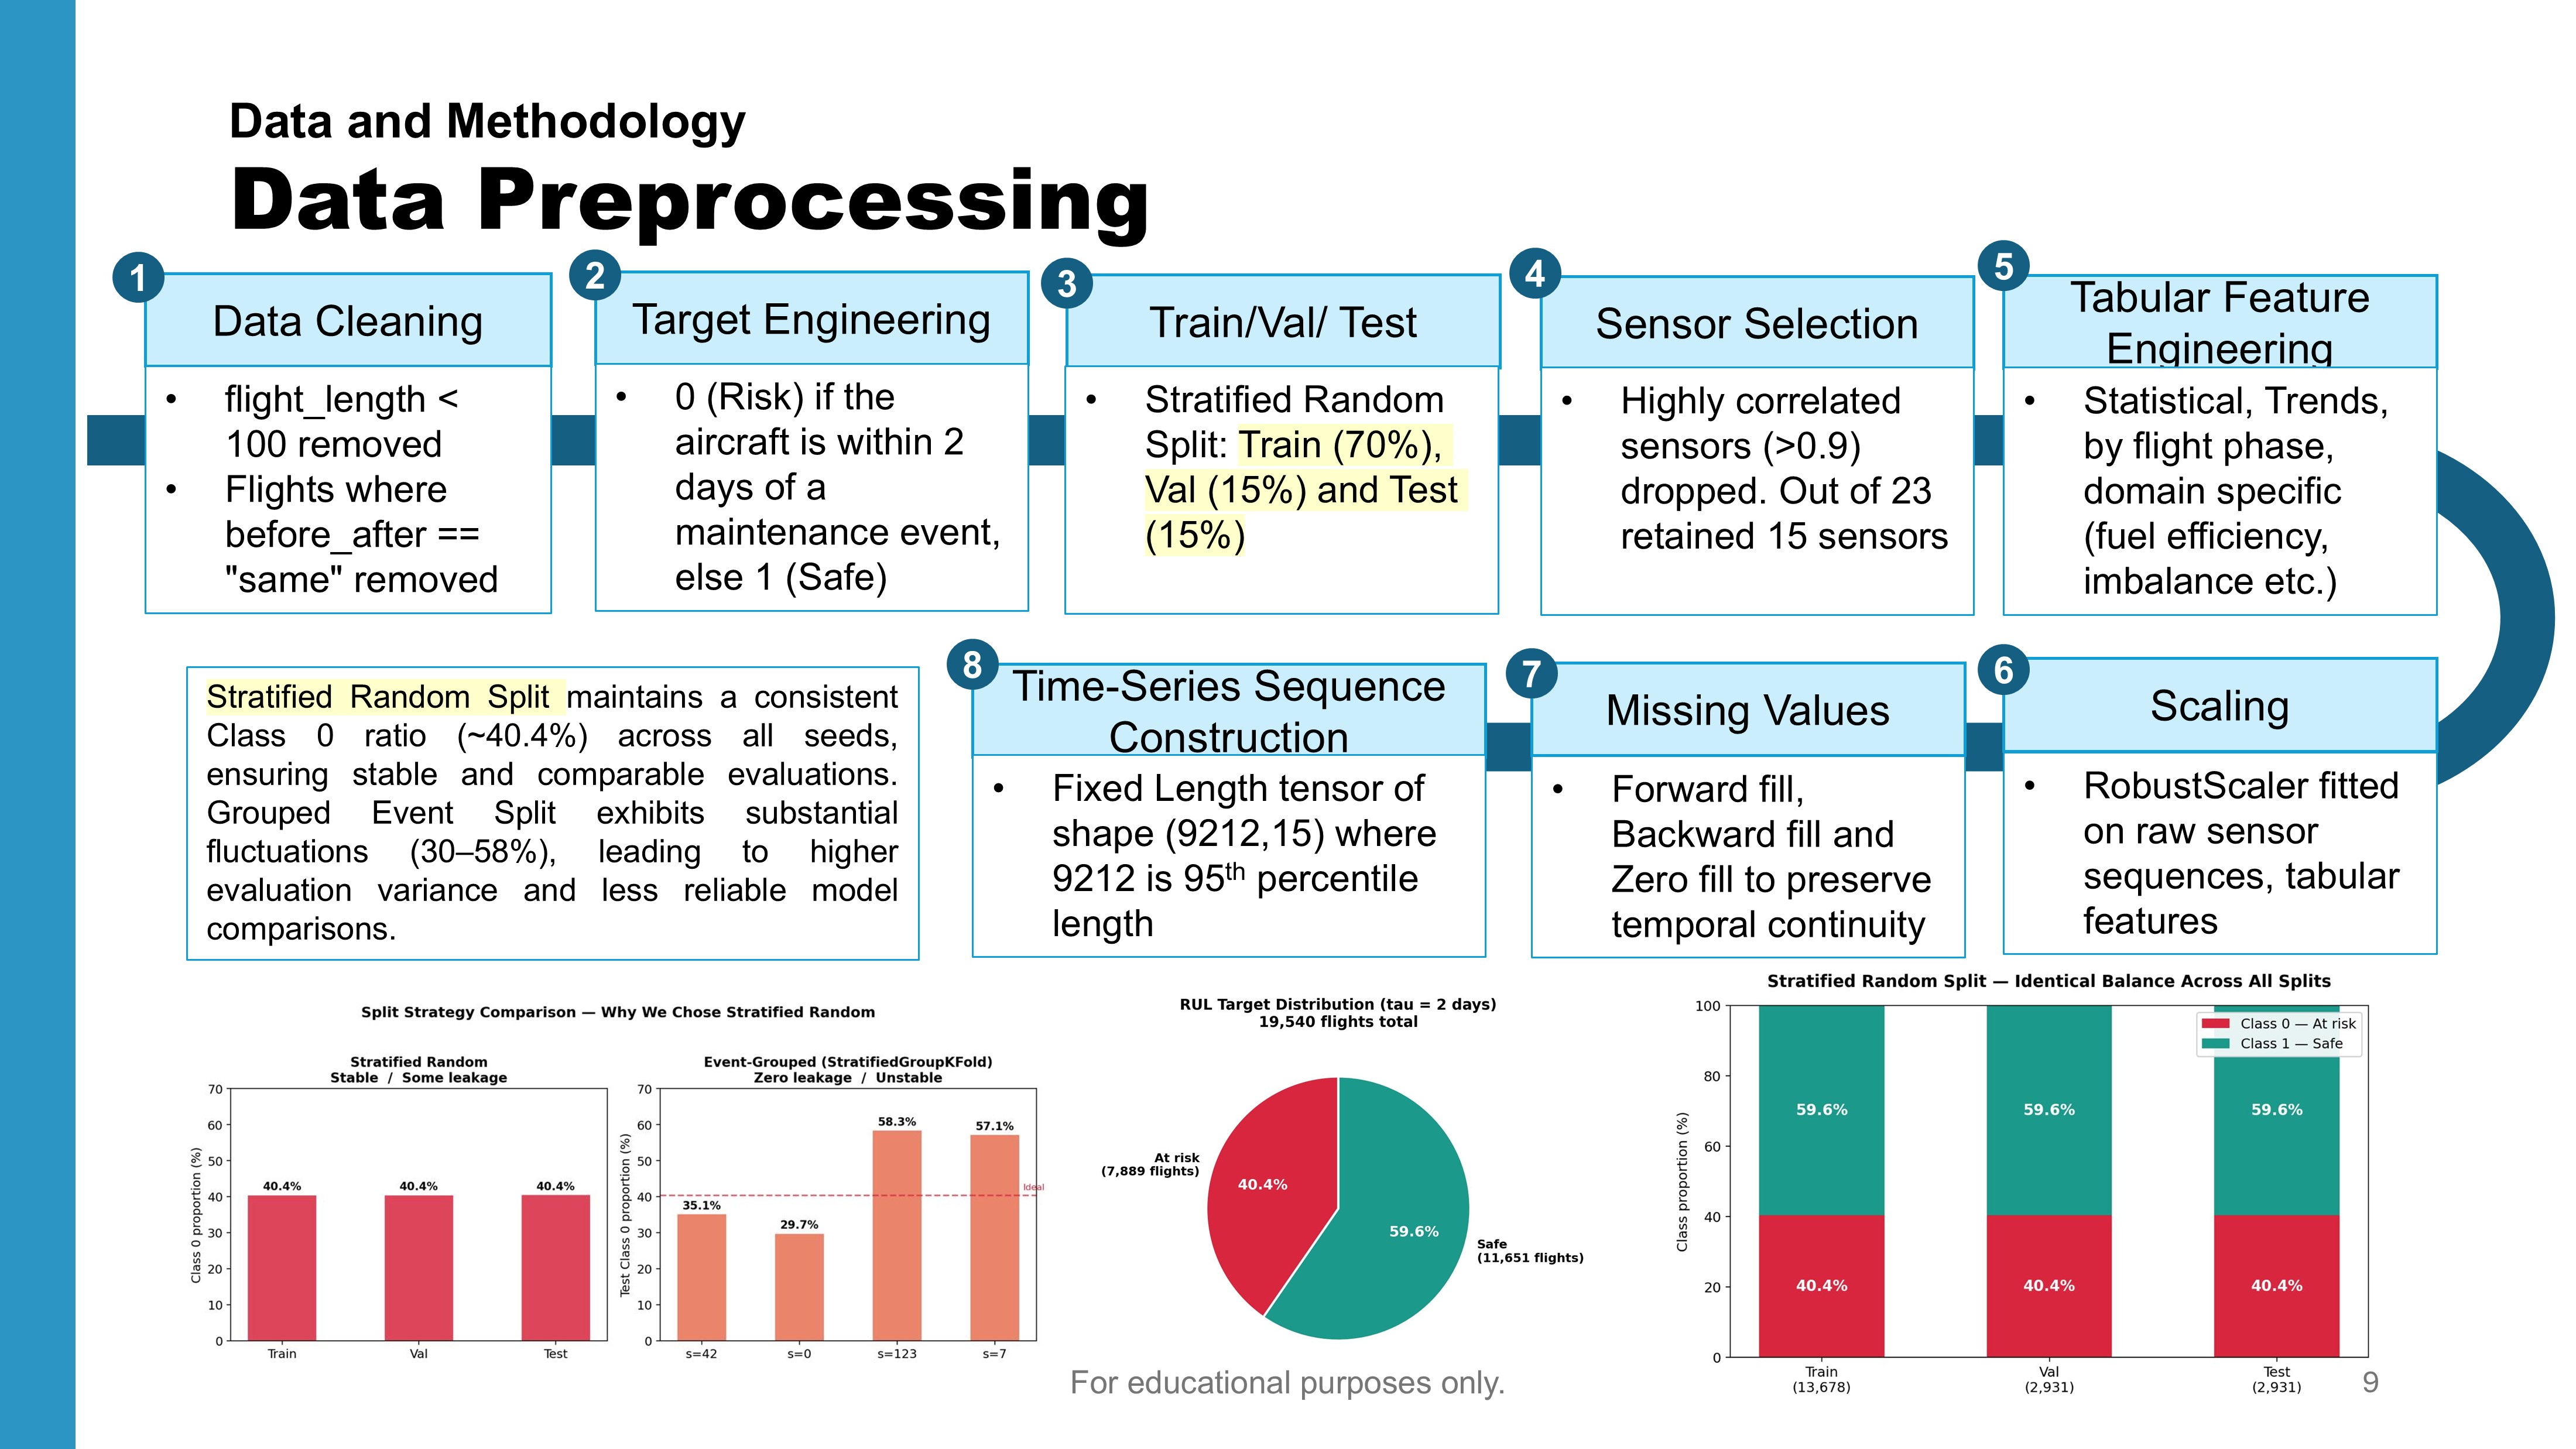 Data and Methodology
Data Preprocessing
1
Data Cleaning
• flight_length <
100 removed
• Flights where
before_after ==
"same" removed
2
Target Engineering
• 0 (Risk) if the
aircraft is within 2
days of a
maintenance event,
else 1 (Safe)
3
Train/Val/ Test
• Stratified Random
Split: Train (70%),
Val (15%) and Test
(15%)
4
Sensor Selection
• Highly correlated
sensors (>0.9)
dropped. Out of 23
retained 15 sensors
5
Tabular Feature
Engineering
• Statistical, Trends,
by flight phase,
domain specific
(fuel efficiency,
imbalance etc.)
6
Scaling
• RobustScaler fitted
on raw sensor
sequences, tabular
features
7
Missing Values
• Forward fill,
Backward fill and
Zero fill to preserve
temporal continuity
8
Time-Series Sequence
Construction
• Fixed Length tensor of
shape (9212,15) where
9212 is 95th percentile
length
Stratified Random Split maintains a consistent
Class 0 ratio (~40.4%) across all seeds,
ensuring stable and comparable evaluations.
Grouped Event Split exhibits substantial
fluctuations (30–58%), leading to higher
evaluation variance and less reliable model
comparisons.
Split Strategy Comparison — Why We Chose Stratified Random
Stratified Random
Stable / Some leakage
Class 0 proportion (%)
70
60
50
40
30
20
10
0
40.4%
40.4%
40.4%
Train
Val
Test
Event-Grouped (StratifiedGroupKFold)
Zero leakage / Unstable
Test Class 0 proportion (%)
70
60
50
40
30
20
10
0
35.1%
29.7%
58.3%
57.1%
Ideal
s=42
s=0
s=123
s=7
RUL Target Distribution (tau = 2 days)
19,540 flights total
At risk
(7,889 flights)
40.4%
59.6%
Safe
(11,651 flights)
Stratified Random Split — Identical Balance Across All Splits
Class proportion (%)
100
80
60
40
20
0
Class 0 — At risk
Class 1 — Safe
59.6%
59.6%
59.6%
40.4%
40.4%
40.4%
Train
(13,678)
Val
(2,931)
Test
(2,931)
For educational purposes only.
9